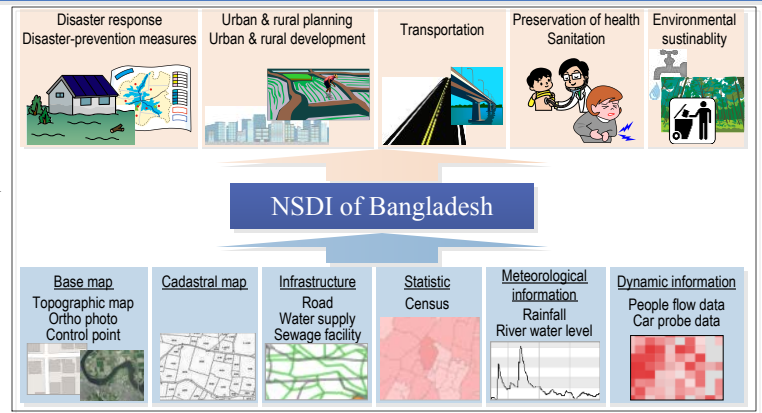 Disaster response
Disaster-prevention measures
Urban & rural planning
Urban & rural development
Transportation
Preservation of health
Sanitation
Environmental
sustinablity
NSDI of Bangladesh
Base map
Topographic map
Ortho photo
Control point
Cadastral map
Infrastructure
Road
Water supply
Sewage facility
Statistic
Census
Meteorological
information
Rainfall
River water level
Dynamic information
People flow data
Car probe data